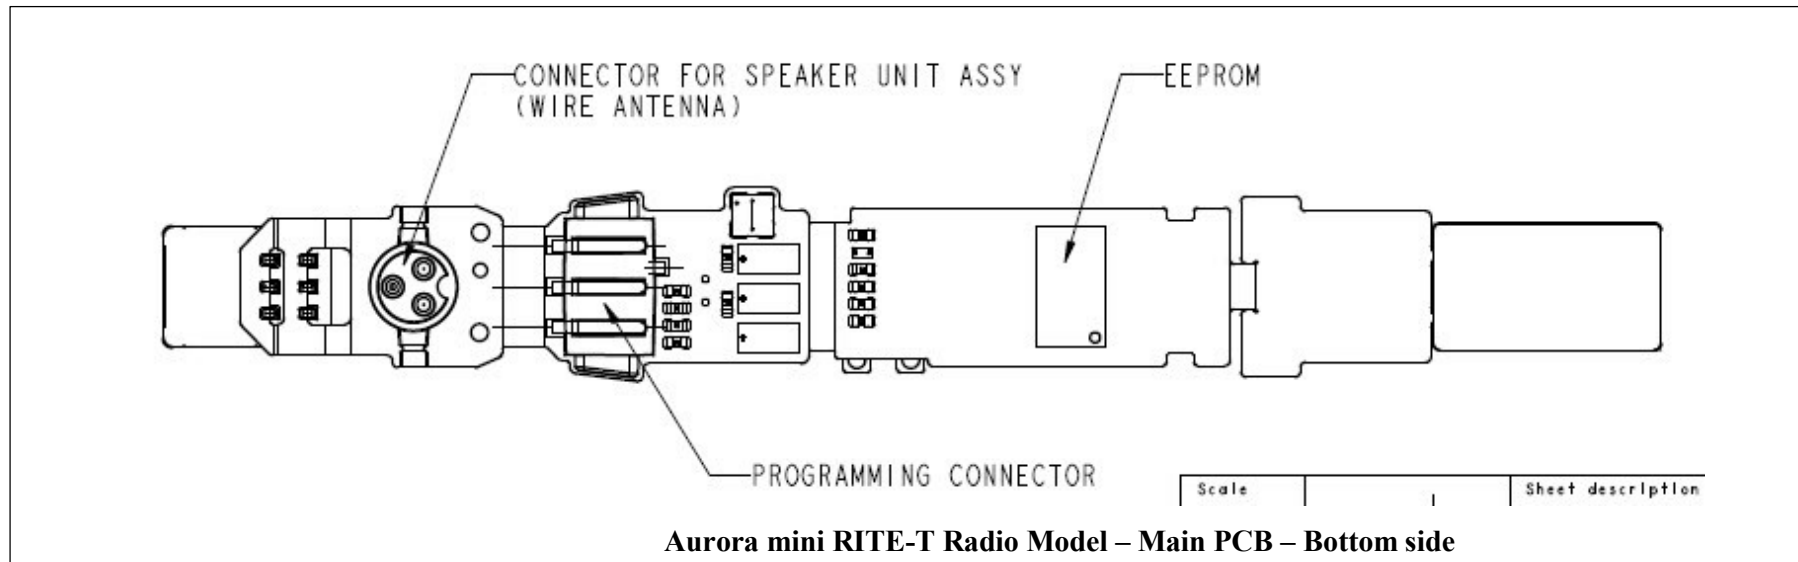 CONNECTOR FOR SPEAKER UNIT ASSY
(WIRE ANTENNA)
EEPROM
PROGRAMMING CONNECTOR
Scale
Sheet description
Aurora mini RITE-T Radio Model – Main PCB – Bottom side